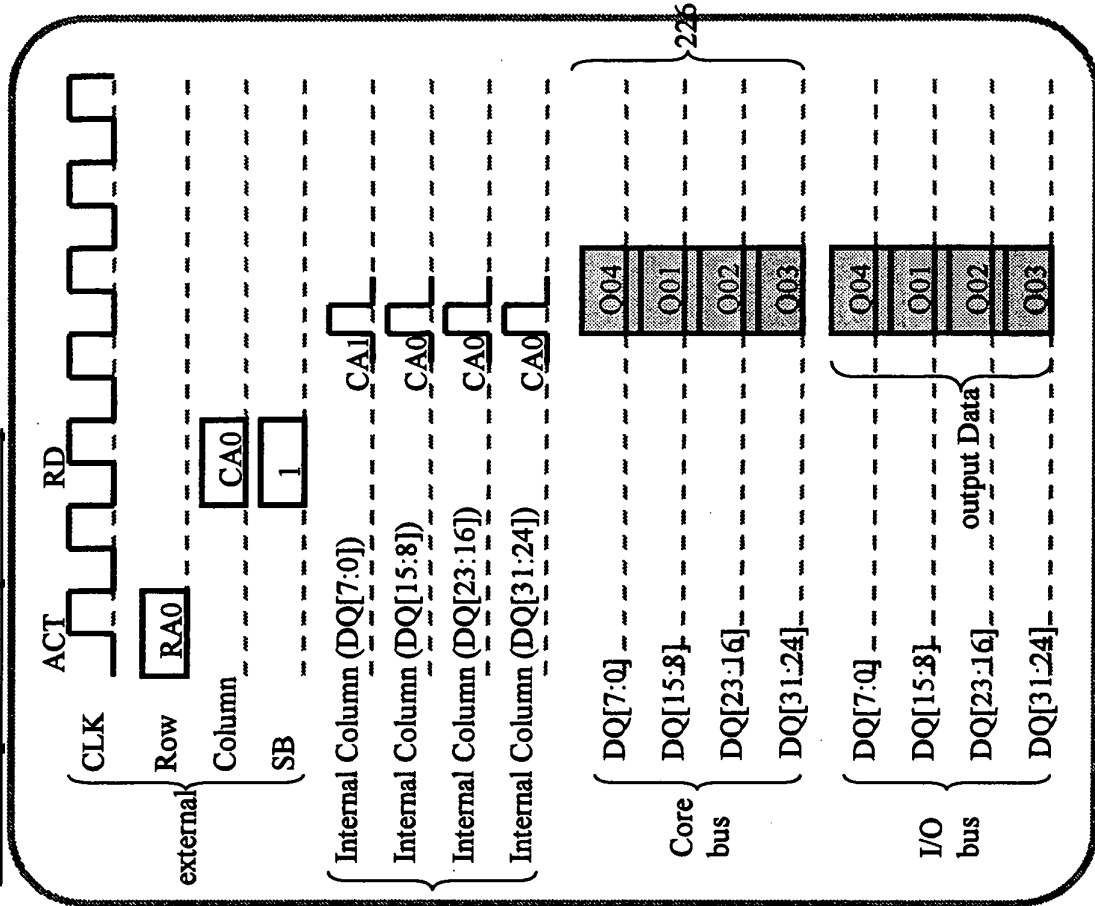 ACT RD
CLK
Row RA0
Column CA0
SB 1
external
Internal Column (DQ[7:0]) CA1
Internal Column (DQ[15:8]) CA0
Internal Column (DQ[23:16]) CA0
Internal Column (DQ[31:24]) CA0
226
DQ[7:0] Q04
DQ[15:8] Q01
DQ[23:16] Q02
DQ[31:24] Q03
Core
bus
DQ[7:0] Q04
DQ[15:8] Q01
DQ[23:16] Q02
DQ[31:24] Q03
I/O
bus
output Data